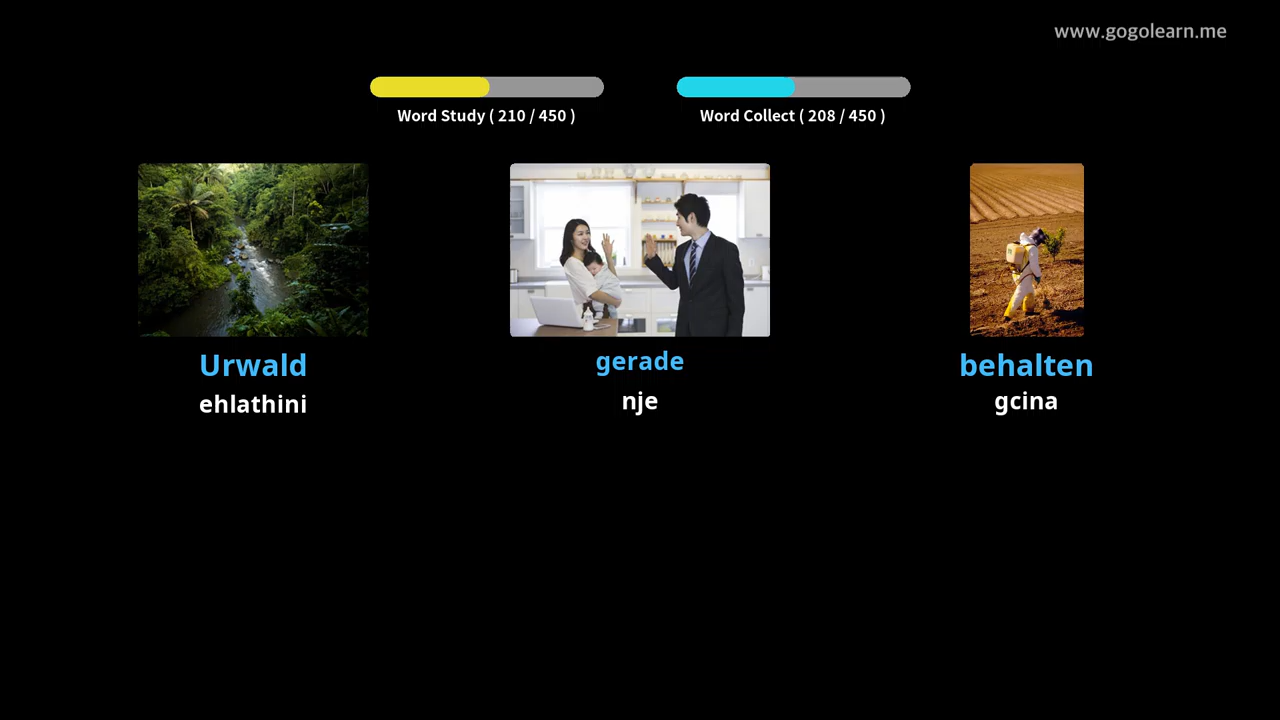 www.gogolearn.me
Word Study ( 210 / 450 )
Word Collect ( 208 / 450 )
Urwald
ehlathini
gerade
nje
behalten
gcina